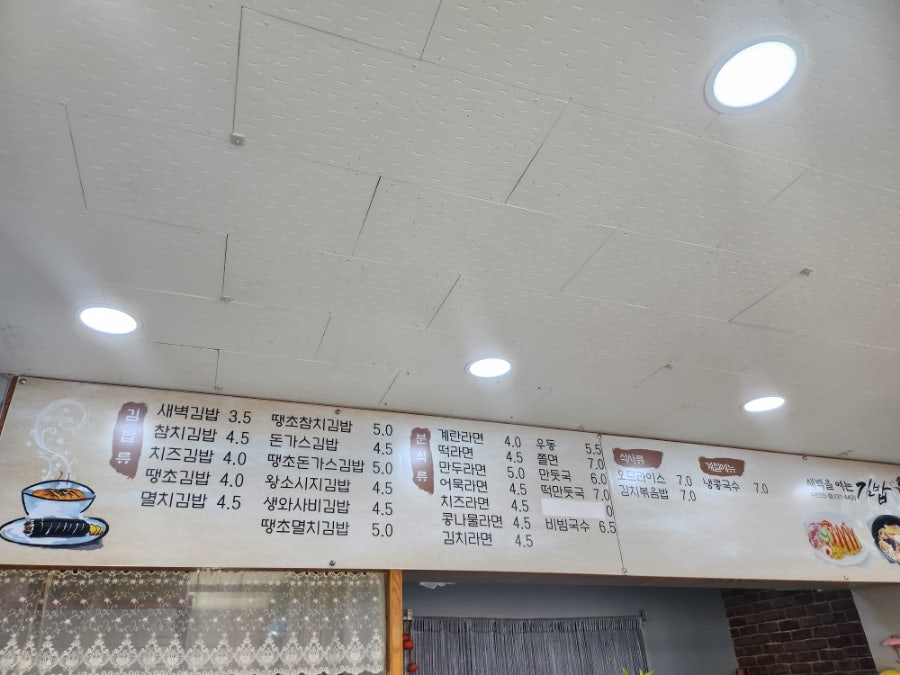 김밥류
새벽김밥 3.5
참치김밥 4.5
치즈김밥 4.0
땡초김밥 4.0
멸치김밥 4.5
땡초참치김밥 5.0
돈가스김밥 4.5
땡초돈가스김밥 5.0
왕소시지김밥 4.5
생와사비김밥 4.5
땡초멸치김밥 5.0
분식류
계란라면 4.0
떡라면 4.5
만두라면 5.0
어묵라면 4.5
치즈라면 4.5
콩나물라면 4.5
김치라면 4.5
우동 5.5
쫄면 7.0
만둣국 6.0
떡만둣국 7.0
0
비빔국수 6.5
식사류
오므라이스 7.0
김치볶음밥 7.0
계절메뉴
냉콩국수 7.0
새벽을 여는 김밥